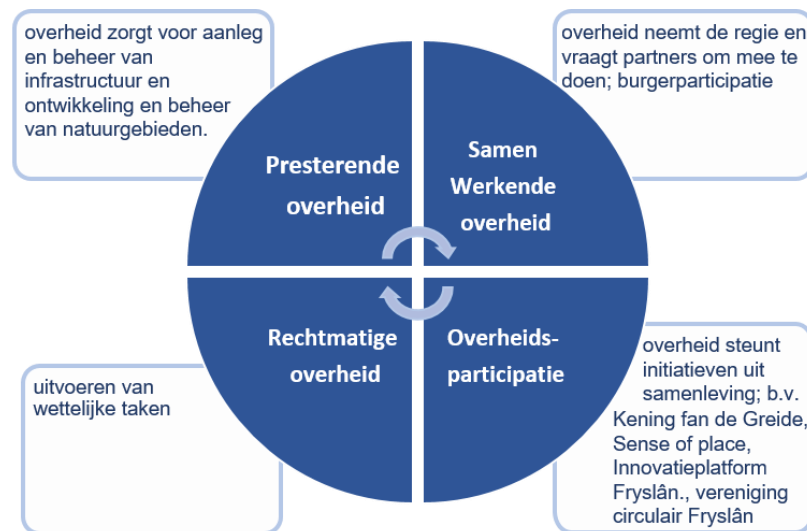 overheid zorgt voor aanleg
en beheer van
infrastructuur en
ontwikkeling en beheer
van natuurgebieden.
overheid neemt de regie en
vraagt partners om mee te
doen; burgerparticipatie
Presterende
overheid
Samen
Werkende
overheid
Rechtmatige
overheid
Overheids-
participatie
uitvoeren van
wettelijke taken
overheid steunt
initiatieven uit
samenleving; b.v.
Kening fan de Greide,
Sense of place,
Innovatieplatform
Fryslân., vereniging
circulair Fryslân